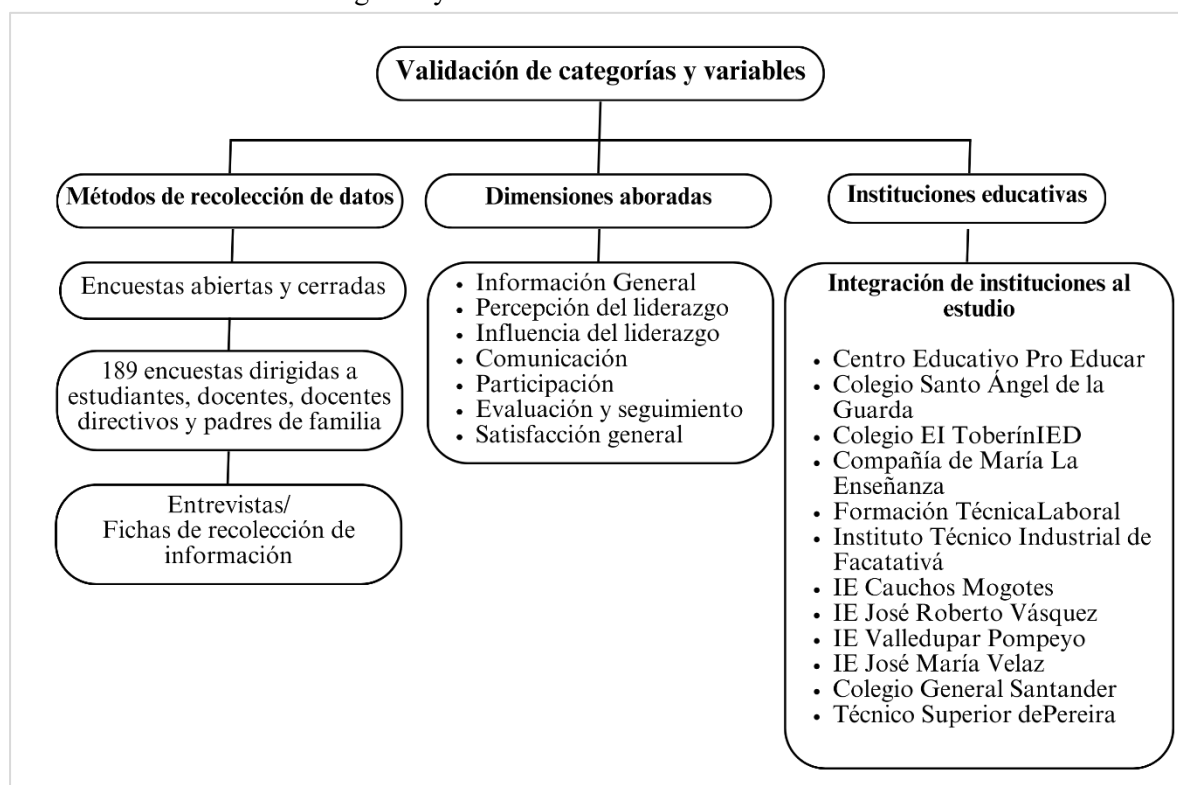 Validación de categorías y variables
Métodos de recolección de datos
Encuestas abiertas y cerradas
189 encuestas dirigidas a
estudiantes, docentes, docentes
directivos y padres de familia
Entrevistas/
Fichas de recolección de
información
Dimensiones aboradas
• Información General
• Percepción del liderazgo
• Influencia del liderazgo
• Comunicación
• Participación
• Evaluación y seguimiento
• Satisfacción general
Instituciones educativas
Integración de instituciones al
estudio
• Centro Educativo Pro Educar
• Colegio Santo Ángel de la
Guarda
• Colegio EI ToberínIED
• Compañía de María La
Enseñanza
• Formación TécnicaLaboral
• Instituto Técnico Industrial de
Facatativá
• IE Cauchos Mogotes
• IE José Roberto Vásquez
• IE Valledupar Pompeyo
• IE José María Velaz
• Colegio General Santander
• Técnico Superior dePereira